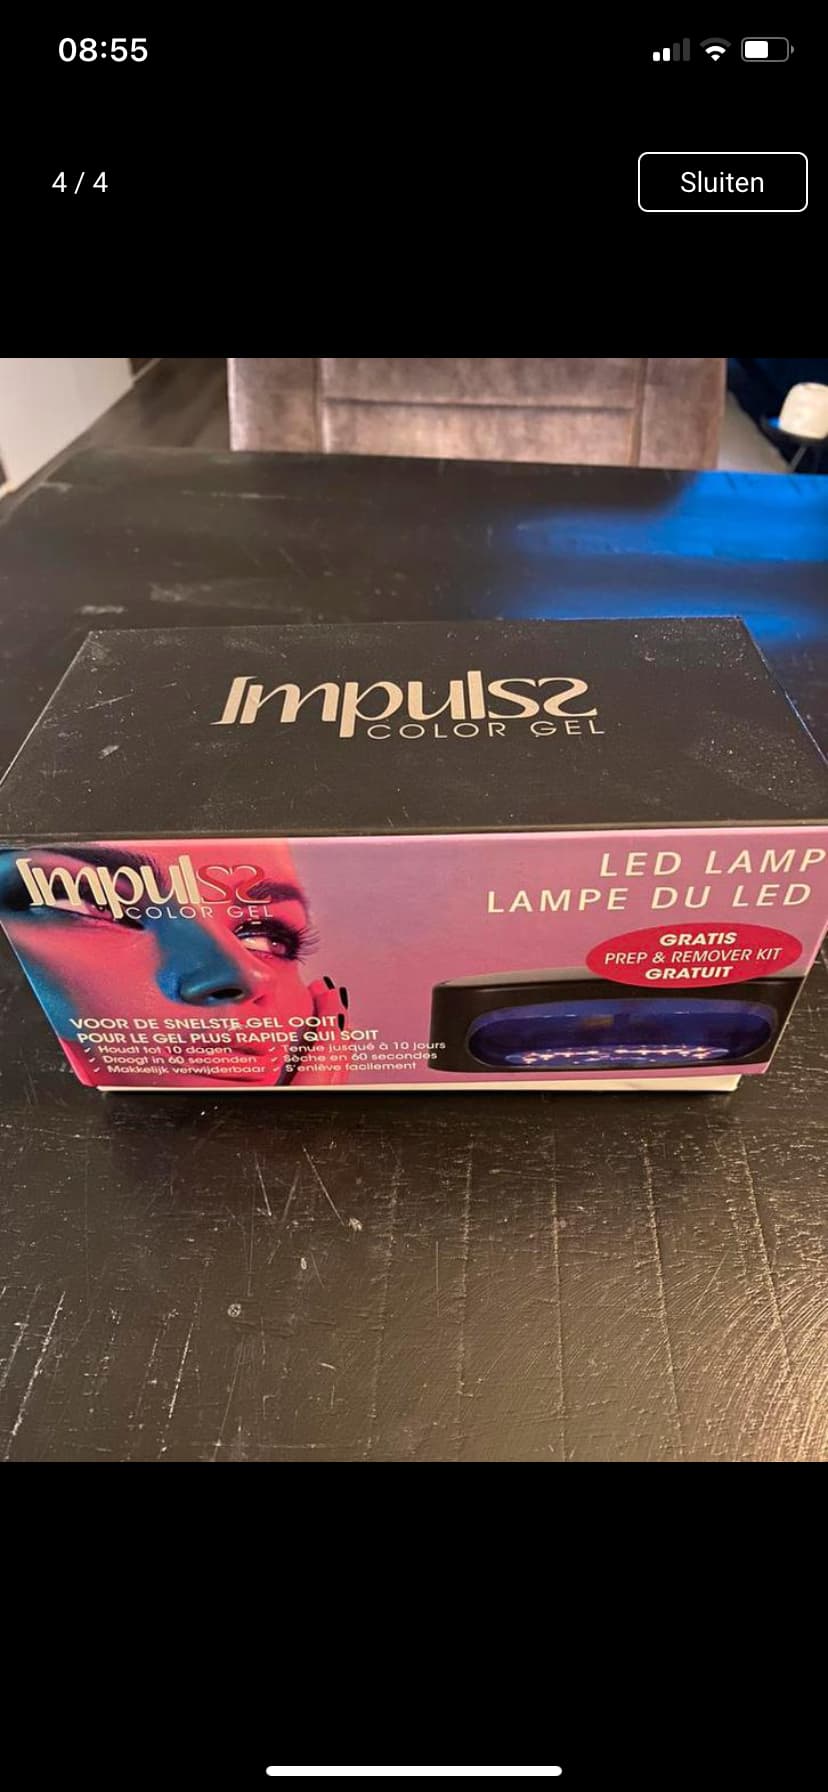 08:55
4 / 4
Sluiten
Impulss
COLOR GEL
Impulss
COLOR GEL
LED LAMP
LAMPE DU LED
GRATIS
PREP & REMOVER KIT
GRATUIT
VOOR DE SNELSTE GEL OOIT
POUR LE GEL PLUS RAPIDE QUI SOIT
✓ Houdt tot 10 dagen ✓ Tenue jusqué à 10 jours
✓ Droogt in 60 seconden ✓ Sèche en 60 secondes
✓ Makkelijk verwijderbaar ✓ S'enlève facilement